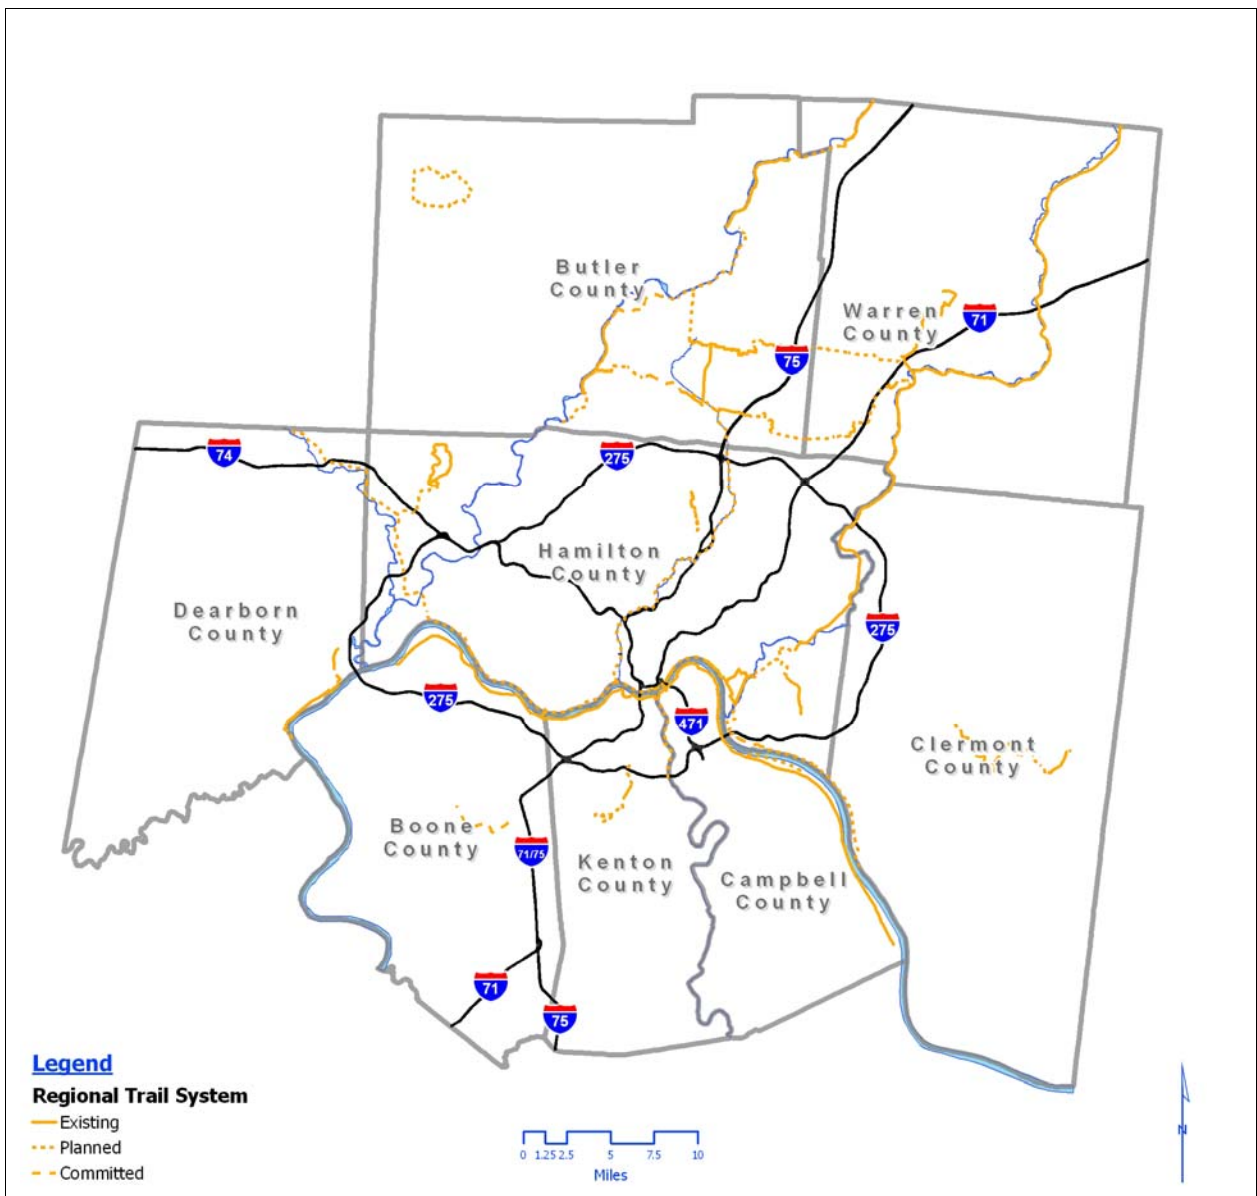 Butler
County
Warren
County
71
75
74
275
Hamilton
County
Dearborn
County
275
275
471
Clermont
County
Boone
County
71/75
Kenton
County
Campbell
County
71
75
Legend
Regional Trail System
Existing
Planned
Committed
0 1.25 2.5 5 7.5 10
Miles
N